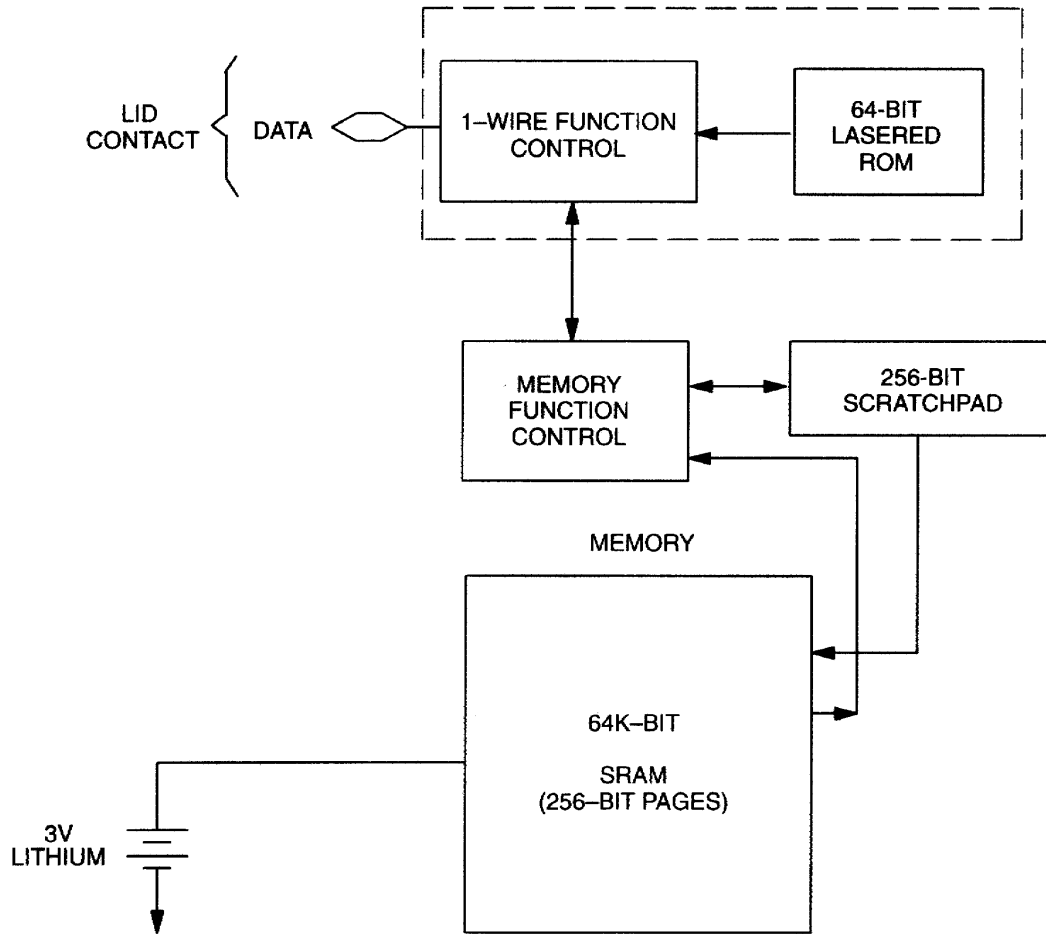 LID
CONTACT
DATA
1–WIRE FUNCTION
CONTROL
64-BIT
LASERED
ROM
MEMORY
FUNCTION
CONTROL
256-BIT
SCRATCHPAD
MEMORY
64K–BIT
SRAM
(256–BIT PAGES)
3V
LITHIUM